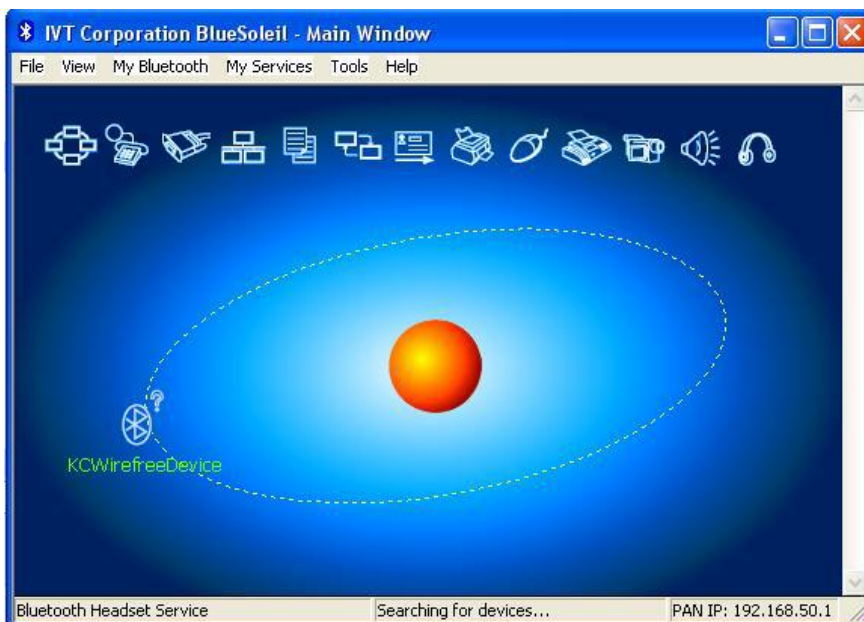 IVT Corporation BlueSoleil - Main Window
File View My Bluetooth My Services Tools Help
KCWirefreeDevice
Bluetooth Headset Service Searching for devices... PAN IP: 192.168.50.1